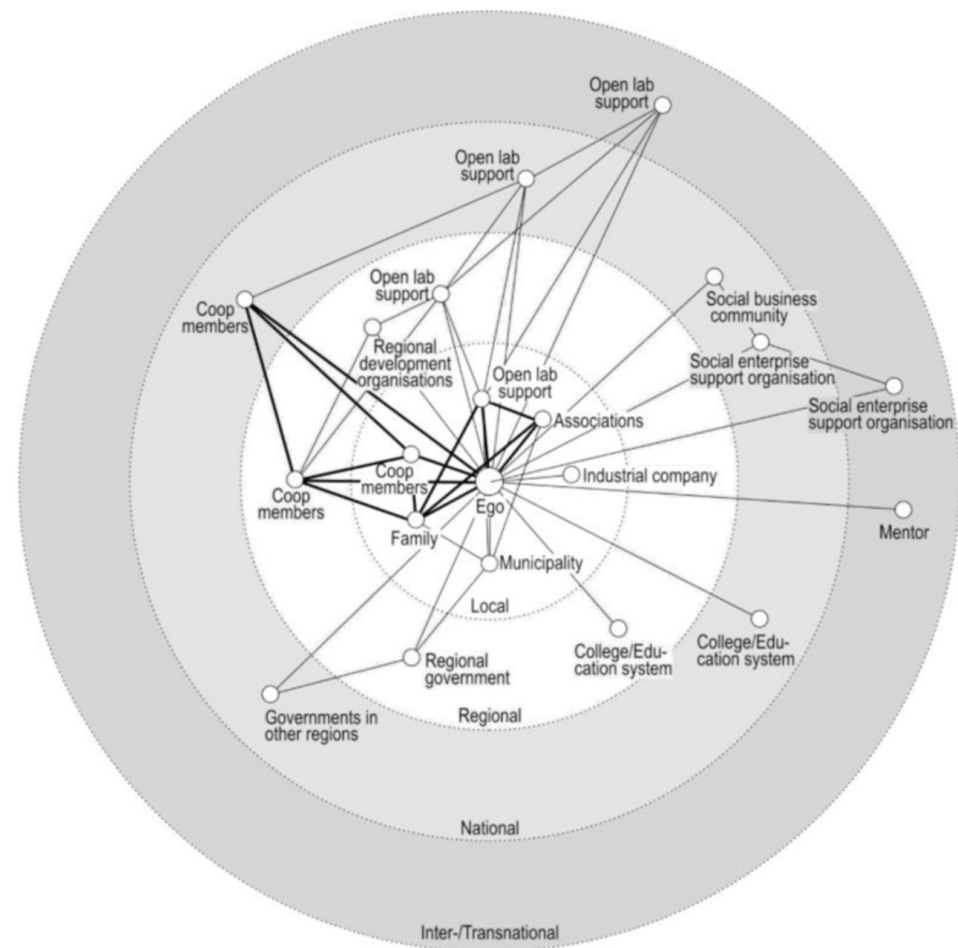 Open lab
support
Open lab
support
Open lab
support
Coop
members
Social business
community
Regional
development
organisations
Social enterprise
support organisation
Open lab
support
Social enterprise
support organisation
Associations
Coop
members
Coop
members
Industrial company
Ego
Family
Mentor
Municipality
Local
College/Edu-
cation system
College/Edu-
cation system
Regional
government
Governments in
other regions
Regional
National
Inter-/Transnational